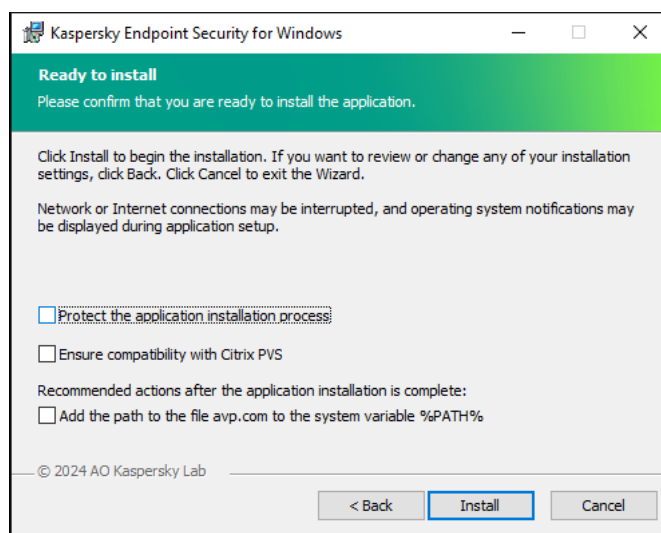 Kaspersky Endpoint Security for Windows
Ready to install
Please confirm that you are ready to install the application.
Click Install to begin the installation. If you want to review or change any of your installation
settings, click Back. Click Cancel to exit the Wizard.
Network or Internet connections may be interrupted, and operating system notifications may
be displayed during application setup.
Protect the application installation process
Ensure compatibility with Citrix PVS
Recommended actions after the application installation is complete:
Add the path to the file avp.com to the system variable %PATH%
© 2024 AO Kaspersky Lab
< Back Install Cancel